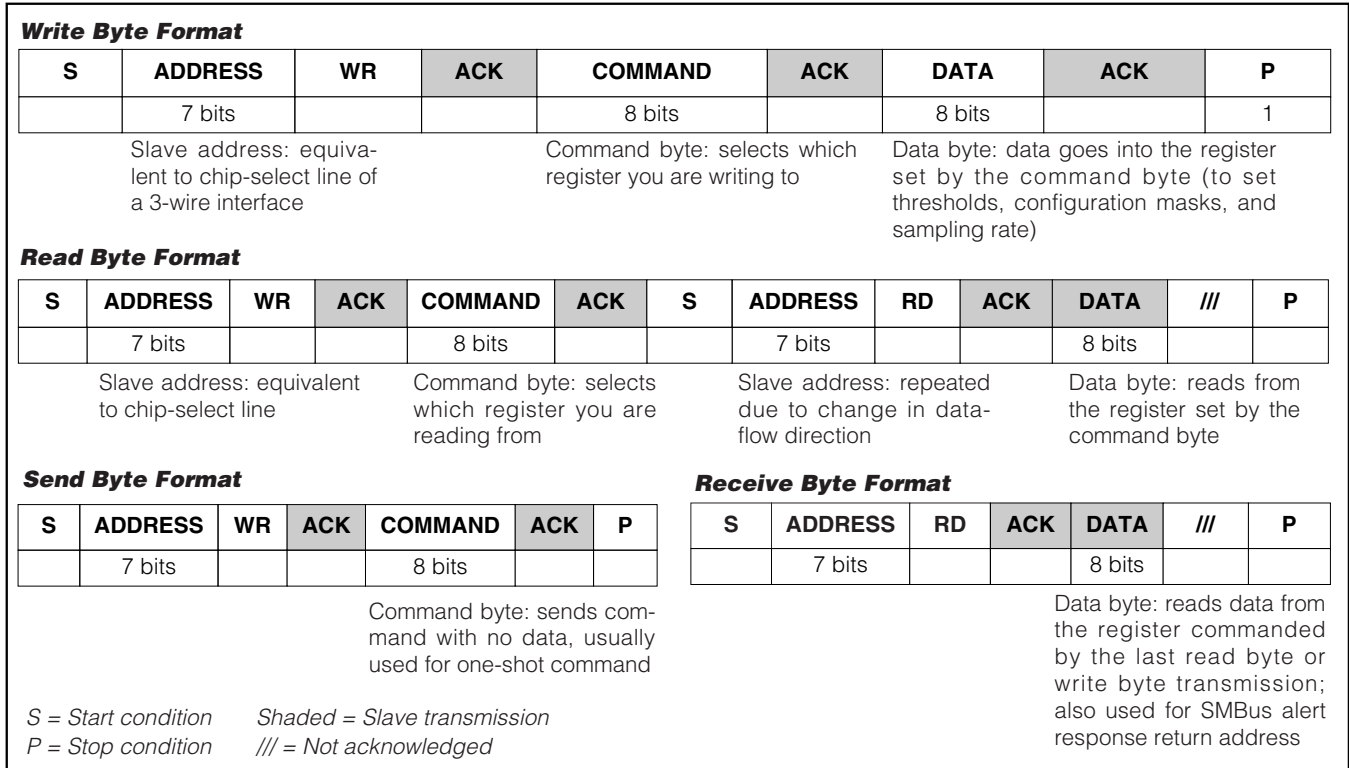 Write Byte Format
S ADDRESS WR ACK COMMAND ACK DATA ACK P
7 bits 8 bits 8 bits 1
Slave address: equiva-
lent to chip-select line of
a 3-wire interface
Command byte: selects which
register you are writing to
Data byte: data goes into the register
set by the command byte (to set
thresholds, configuration masks, and
sampling rate)
Read Byte Format
S ADDRESS WR ACK COMMAND ACK S ADDRESS RD ACK DATA /// P
7 bits 8 bits 7 bits 8 bits
Slave address: equivalent
to chip-select line
Command byte: selects
which register you are
reading from
Slave address: repeated
due to change in data-
flow direction
Data byte: reads from
the register set by the
command byte
Send Byte Format
S ADDRESS WR ACK COMMAND ACK P
7 bits 8 bits
Command byte: sends com-
mand with no data, usually
used for one-shot command
Receive Byte Format
S ADDRESS RD ACK DATA /// P
7 bits 8 bits
Data byte: reads data from
the register commanded
by the last read byte or
write byte transmission;
also used for SMBus alert
response return address
S = Start condition Shaded = Slave transmission
P = Stop condition /// = Not acknowledged